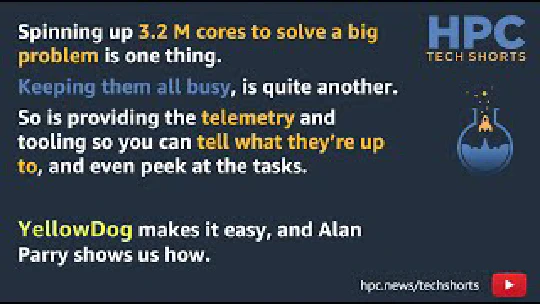 Spinning up 3.2 M cores to solve a big
problem is one thing.
Keeping them all busy, is quite another.
So is providing the telemetry and
tooling so you can tell what they're up
to, and even peek at the tasks.
YellowDog makes it easy, and Alan
Parry shows us how.
HPC
TECH SHORTS
hpc.news/techshorts